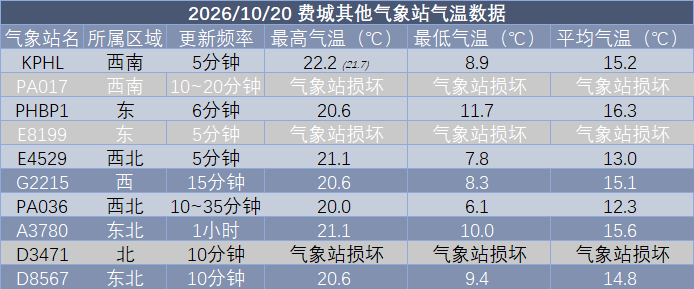 2026/10/20 费城其他气象站气温数据
气象站名 所属区域 更新频率 最高气温（℃） 最低气温（℃） 平均气温（℃）
KPHL 西南 5分钟 22.2 (21.7) 8.9 15.2
PA017 西南 10~20分钟 气象站损坏 气象站损坏 气象站损坏
PHBP1 东 6分钟 20.6 11.7 16.3
E8199 东 5分钟 气象站损坏 气象站损坏 气象站损坏
E4529 西北 5分钟 21.1 7.8 13.0
G2215 西 15分钟 20.6 8.3 15.1
PA036 西北 10~35分钟 20.0 6.1 12.3
A3780 东北 1小时 21.1 10.0 15.6
D3471 北 10分钟 气象站损坏 气象站损坏 气象站损坏
D8567 东北 10分钟 20.6 9.4 14.8